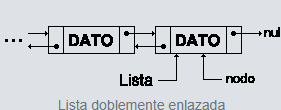 ... DATO DATO nul
Lista nodo
Lista doblemente enlazada